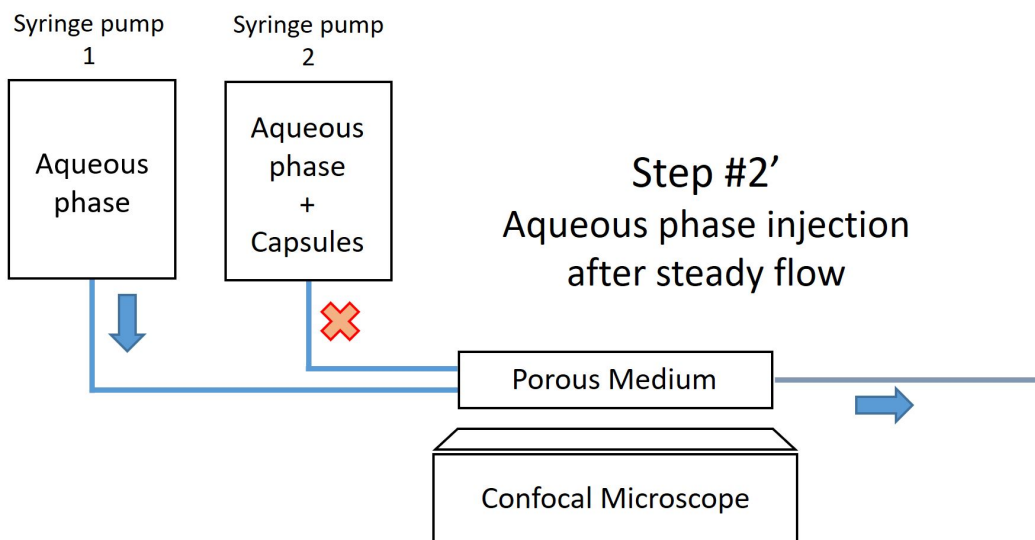 Syringe pump
1
Syringe pump
2
Aqueous
phase
Aqueous
phase
+
Capsules
Step #2’
Aqueous phase injection
after steady flow
Porous Medium
Confocal Microscope